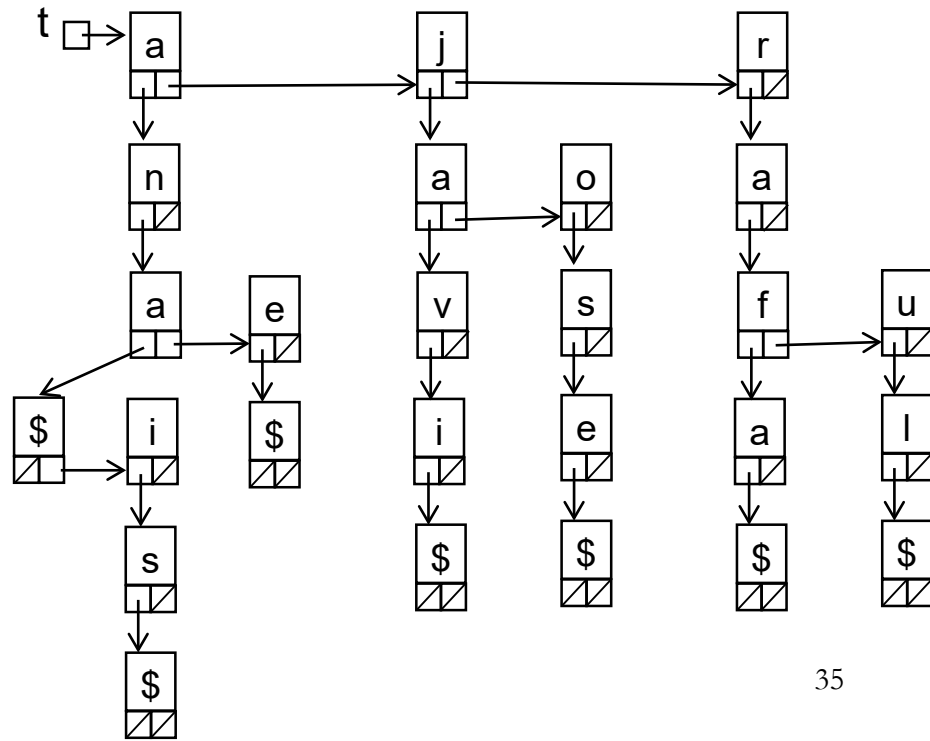 t
a j r
n a o a
a e v s f u
$ i $ i e a l
s $ $ $ $
$
35